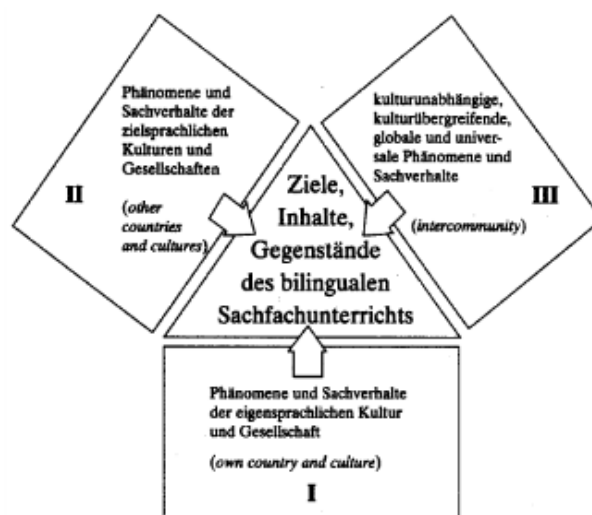 Phänomene und
Sachverhalte der
zielsprachlichen
Kulturen und
Gesellschaften
II
(other
countries
and cultures)
kulturunabhängige,
kulturübergreifende,
globale und univer-
sale Phänomene und
Sachverhalte
III
(intercommunity)
Ziele,
Inhalte,
Gegenstände
des bilingualen
Sachfachunterrichts
Phänomene und Sachverhalte
der eigensprachlichen Kultur
und Gesellschaft
(own country and culture)
I